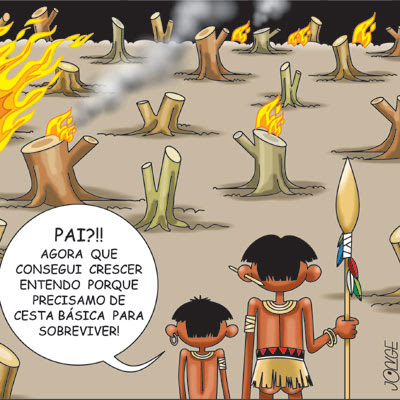 PAI?!!
AGORA QUE
CONSEGUI CRESCER
ENTENDO PORQUE
PRECISAMO DE
CESTA BÁSICA PARA
SOBREVIVER!
JORGE